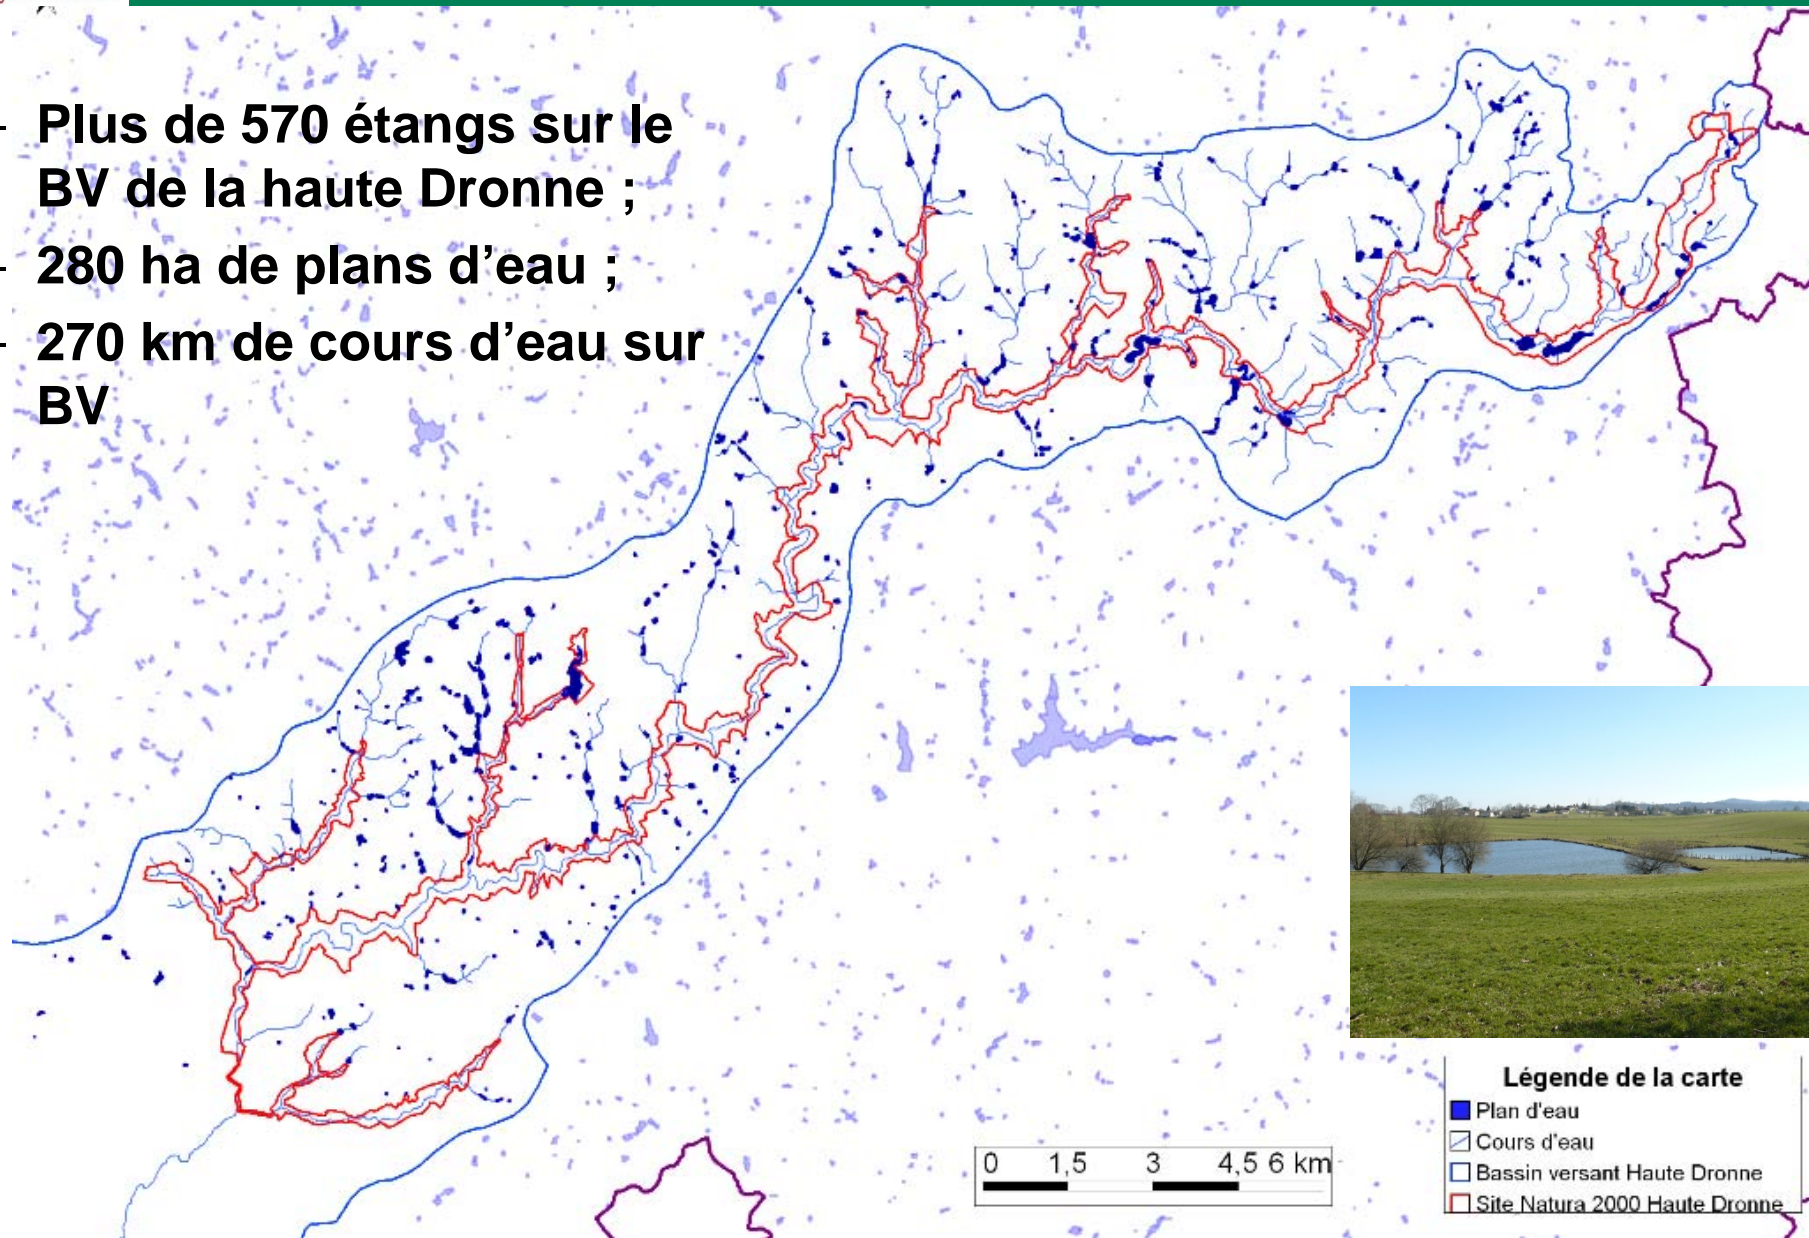 - Plus de 570 étangs sur le
BV de la haute Dronne ;
- 280 ha de plans d’eau ;
- 270 km de cours d’eau sur
BV
0 1,5 3 4,5 6 km
Légende de la carte
Plan d'eau
Cours d'eau
Bassin versant Haute Dronne
Site Natura 2000 Haute Dronne